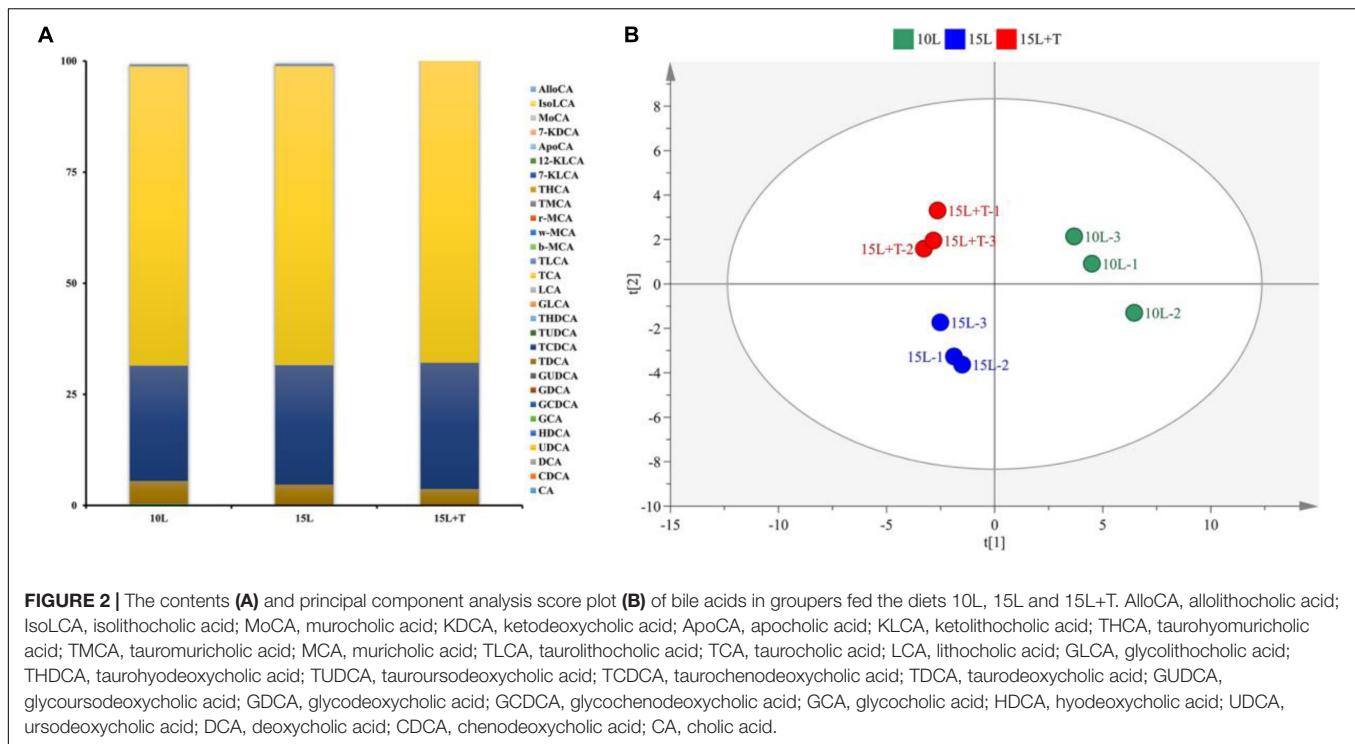 A
100
75
50
25
0
10L
15L
15L+T
AlloCA
IsoLCA
MoCA
7-KDCA
ApoCA
12-KLCA
7-KLCA
THCA
TMCA
r-MCA
w-MCA
b-MCA
TLCA
TCA
LCA
GLCA
THDCA
TUDCA
TCDCA
TDCA
GUDCA
GDCA
GCDCA
GCA
HDCA
UDCA
DCA
CDCA
CA
B
10L 15L 15L+T
8
6
4
2
0
-2
-4
-6
-8
-10
t[2]
-15 -10 -5 0 5 10
t[1]
15L+T-1
15L+T-3
15L+T-2
10L-3
10L-1
10L-2
15L-3
15L-1
15L-2
FIGURE 2 | The contents (A) and principal component analysis score plot (B) of bile acids in groupers fed the diets 10L, 15L and 15L+T. AlloCA, allolithocholic acid;
IsoLCA, isolithocholic acid; MoCA, murocholic acid; KDCA, ketodeoxycholic acid; ApoCA, apocholic acid; KLCA, ketolithocholic acid; THCA, taurohyomuricholic
acid; TMCA, tauromuricholic acid; MCA, muricholic acid; TLCA, taurolithocholic acid; TCA, taurocholic acid; LCA, lithocholic acid; GLCA, glycolithocholic acid;
THDCA, taurohyodeoxycholic acid; TUDCA, tauroursodeoxycholic acid; TCDCA, taurochenodeoxycholic acid; TDCA, taurodeoxycholic acid; GUDCA,
glycoursodeoxycholic acid; GDCA, glycodeoxycholic acid; GCDCA, glycochenodeoxycholic acid; GCA, glycocholic acid; HDCA, hyodeoxycholic acid; UDCA,
ursodeoxycholic acid; DCA, deoxycholic acid; CDCA, chenodeoxycholic acid; CA, cholic acid.